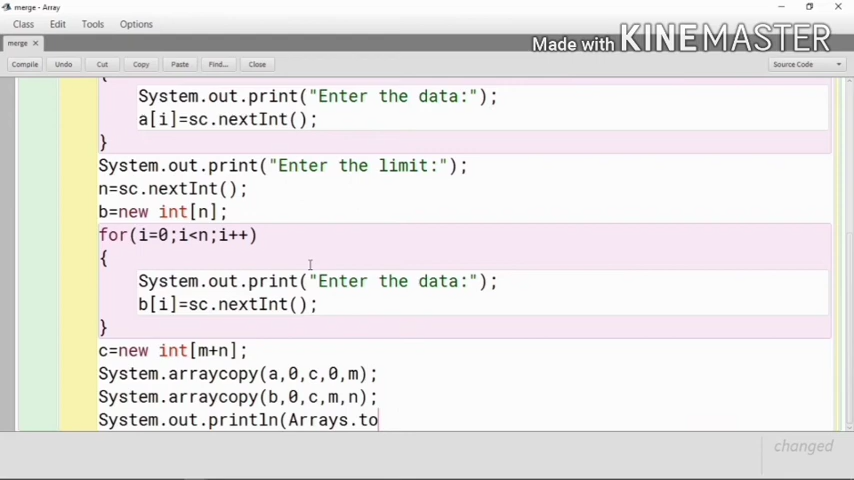 merge - Array
Class Edit Tools Options
merge ×
Made with KINEMASTER
Compile Undo Cut Copy Paste Find... Close Source Code
{
System.out.print("Enter the data:");
a[i]=sc.nextInt();
}
System.out.print("Enter the limit:");
n=sc.nextInt();
b=new int[n];
for(i=0;i<n;i++)
{
System.out.print("Enter the data:");
b[i]=sc.nextInt();
}
c=new int[m+n];
System.arraycopy(a,0,c,0,m);
System.arraycopy(b,0,c,m,n);
System.out.println(Arrays.to
changed